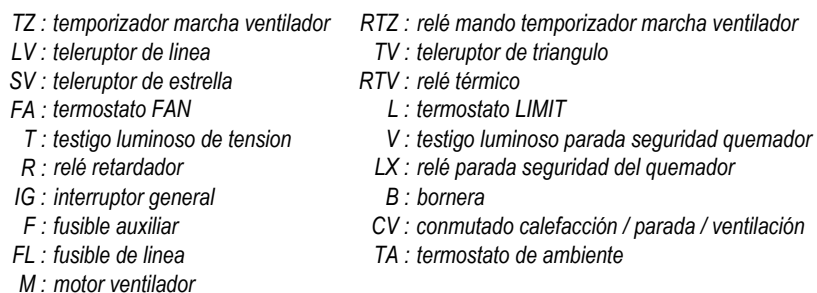 TZ : temporizador marcha ventilador
LV : teleruptor de linea
SV : teleruptor de estrella
FA : termostato FAN
T : testigo luminoso de tension
R : relé retardador
IG : interruptor general
F : fusible auxiliar
FL : fusible de linea
M : motor ventilador
RTZ : relé mando temporizador marcha ventilador
TV : teleruptor de triangulo
RTV : relé térmico
L : termostato LIMIT
V : testigo luminoso parada seguridad quemador
LX : relé parada seguridad del quemador
B : bornera
CV : conmutado calefacción / parada / ventilación
TA : termostato de ambiente